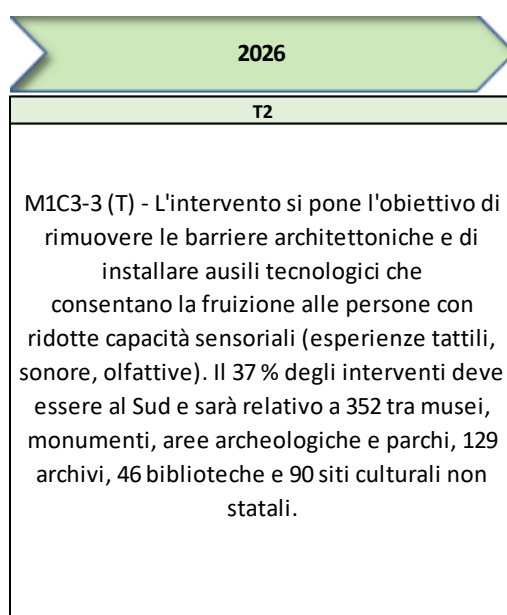 2026
T2
M1C3-3 (T) - L'intervento si pone l'obiettivo di
rimuovere le barriere architettoniche e di
installare ausili tecnologici che
consentano la fruizione alle persone con
ridotte capacità sensoriali (esperienze tattili,
sonore, olfattive). Il 37 % degli interventi deve
essere al Sud e sarà relativo a 352 tra musei,
monumenti, aree archeologiche e parchi, 129
archivi, 46 biblioteche e 90 siti culturali non
statali.